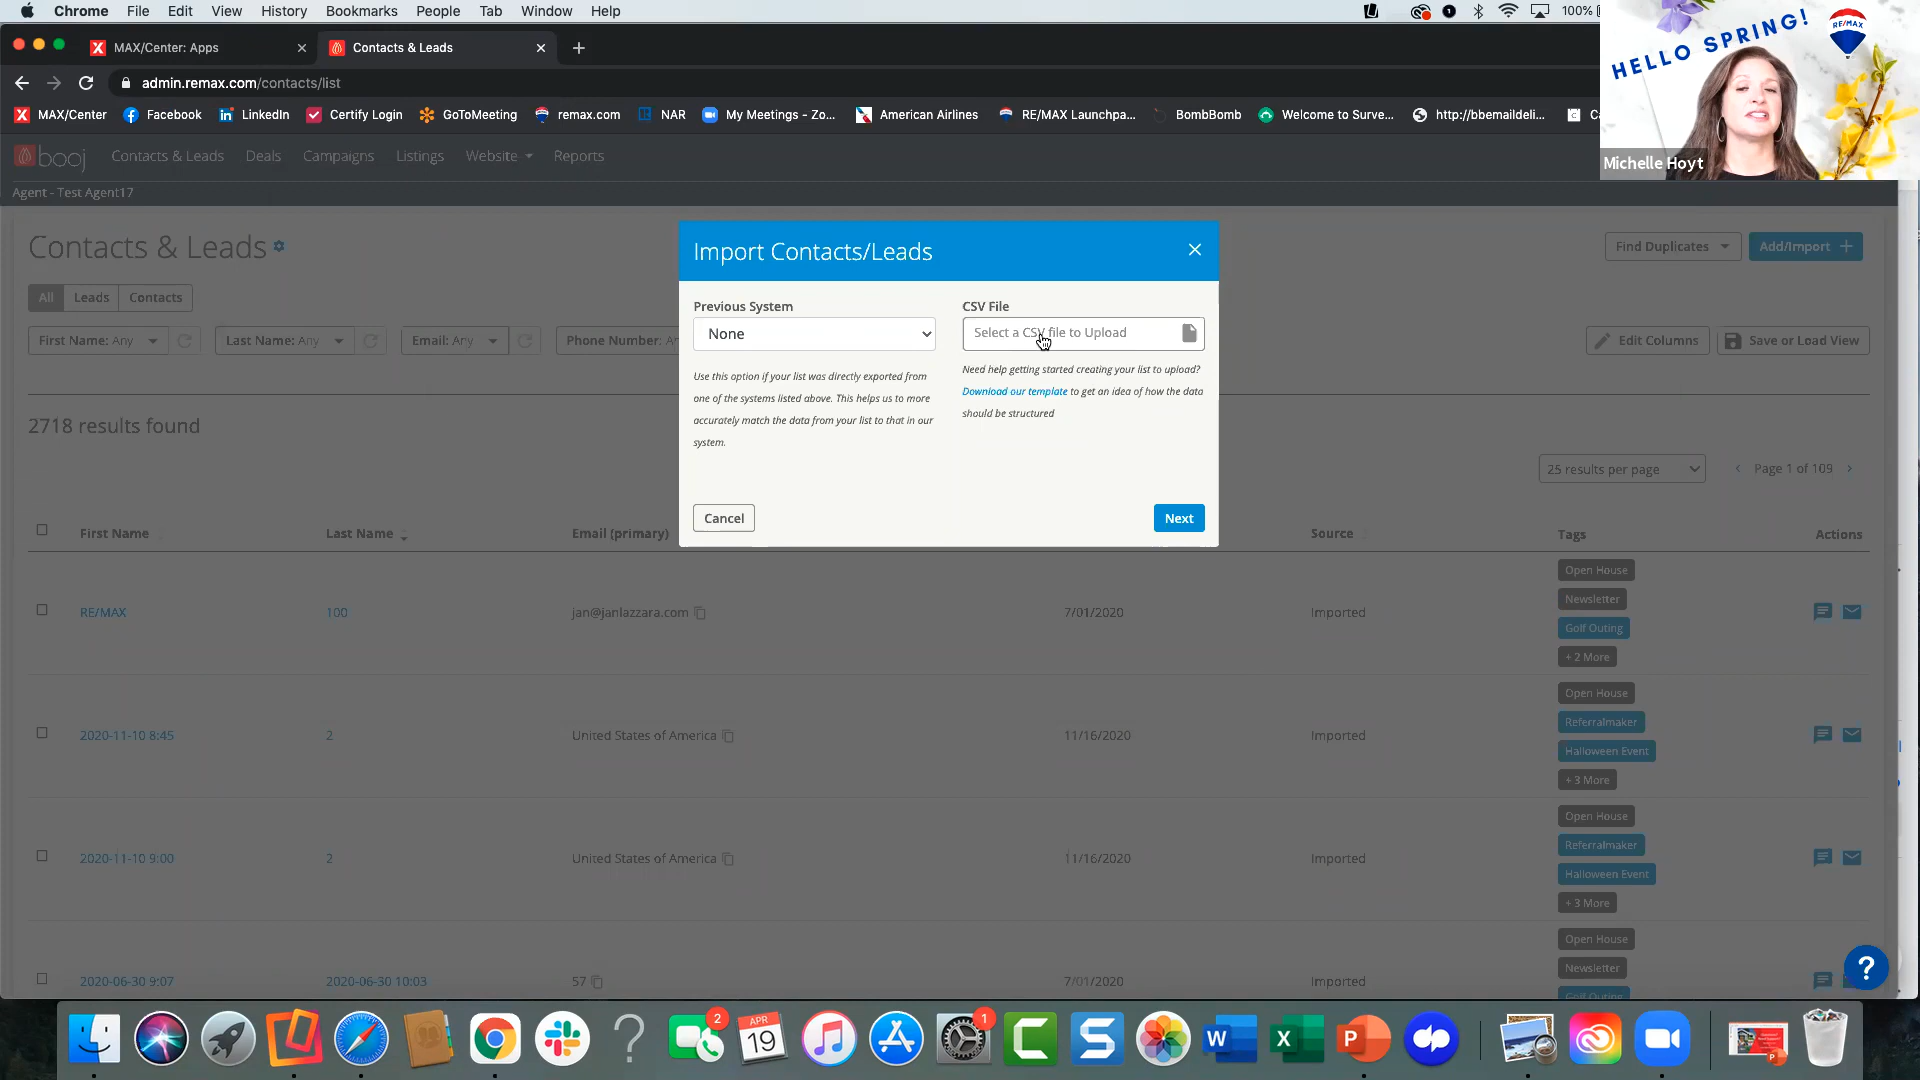 Chrome File Edit View History Bookmarks People Tab Window Help
100%
MAX/Center: Apps
Contacts & Leads
admin.remax.com/contacts/list
MAX/Center Facebook LinkedIn Certify Login GoToMeeting remax.com NAR My Meetings - Zo... American Airlines RE/MAX Launchpa... BombBomb Welcome to Surve... http://bbemaildeli...
HELLO SPRING!
RE/MAX
Michelle Hoyt
booj Contacts & Leads Deals Campaigns Listings Website Reports
Agent - Test Agent17
Contacts & Leads
Find Duplicates
Add/Import +
All Leads Contacts
First Name: Any Last Name: Any Email: Any Phone Number:
Edit Columns
Save or Load View
2718 results found
25 results per page
Page 1 of 109
Import Contacts/Leads
Previous System
None
Use this option if your list was directly exported from
one of the systems listed above. This helps us to more
accurately match the data from your list to that in our
system.
CSV File
Select a CSV file to Upload
Need help getting started creating your list to upload?
Download our template to get an idea of how the data
should be structured
Cancel
Next
First Name Last Name Email (primary) Source Tags Actions
RE/MAX 100 jan@janlazzara.com 7/01/2020 Imported
Open House
Newsletter
Golf Outing
+ 2 More
2020-11-10 8:45 2 United States of America 11/16/2020 Imported
Open House
Referralmaker
Halloween Event
+ 3 More
2020-11-10 9:00 2 United States of America 11/16/2020 Imported
Open House
Referralmaker
Halloween Event
+ 3 More
2020-06-30 9:07 2020-06-30 10:03 57 7/01/2020 Imported
Open House
Newsletter
Golf Outing
?
2
APR
19
1